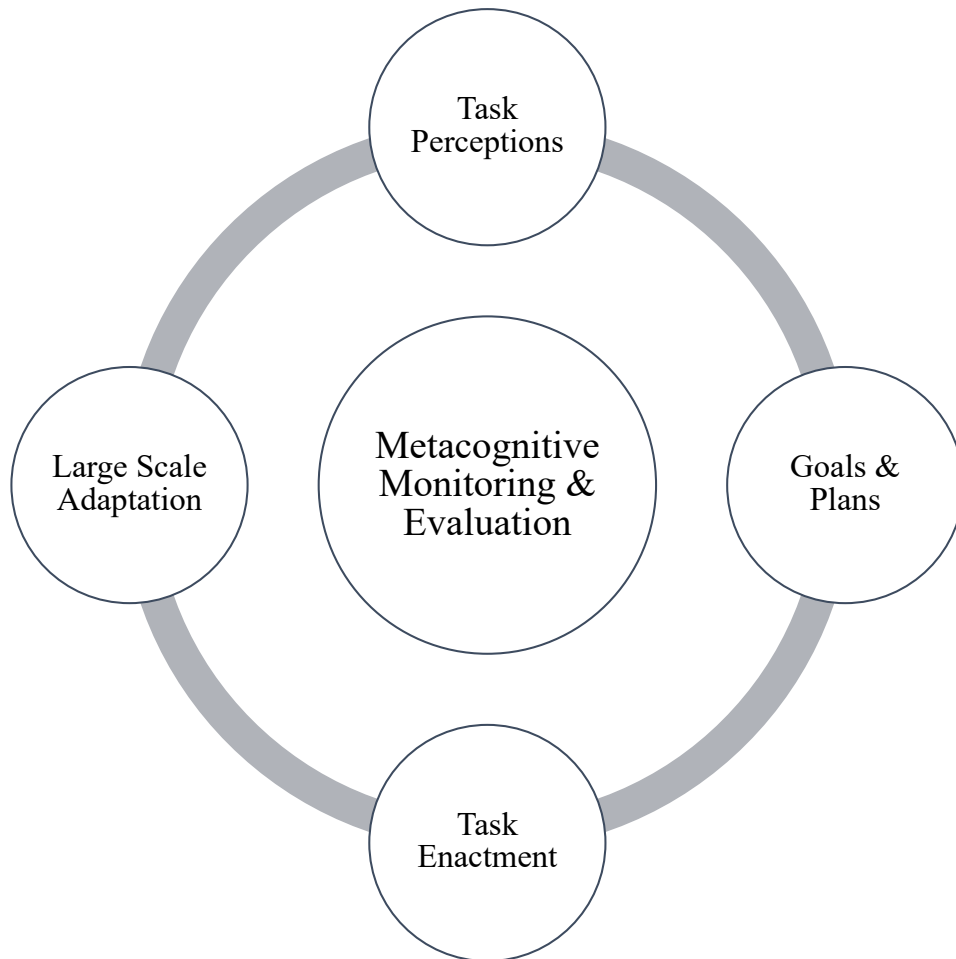 Task
Perceptions
Large Scale
Adaptation
Metacognitive
Monitoring &
Evaluation
Goals &
Plans
Task
Enactment